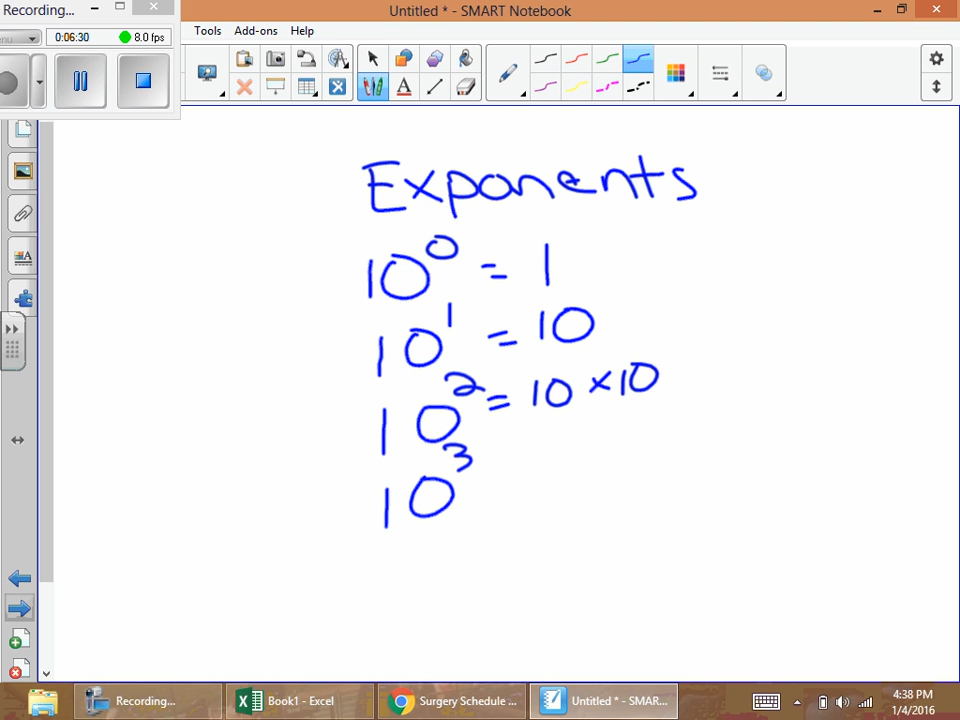 Recording...
Untitled * - SMART Notebook
0:06:30
8.0 fps
Tools Add-ons Help
Exponents
10⁰ = 1
10¹ = 10
10² = 10 × 10
10³
Recording...
Book1 - Excel
Surgery Schedule ...
Untitled * - SMAR...
4:38 PM
1/4/2016